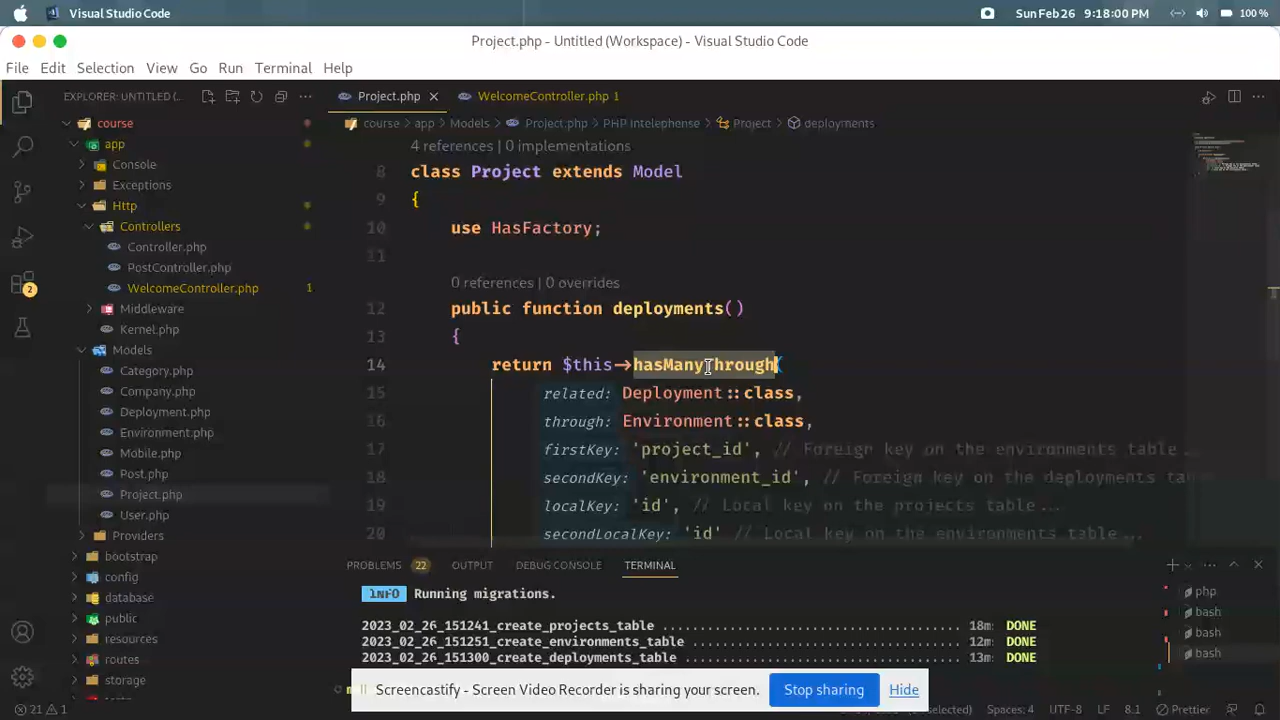 Visual Studio Code
Sun Feb 26 9:18:00 PM
100 %
Project.php - Untitled (Workspace) - Visual Studio Code
File Edit Selection View Go Run Terminal Help
EXPLORER: UNTITLED (...
Project.php
WelcomeController.php 1
course
app
Console
Exceptions
Http
Controllers
Controller.php
PostController.php
WelcomeController.php 1
Middleware
Kernel.php
Models
Category.php
Company.php
Deployment.php
Environment.php
Mobile.php
Post.php
Project.php
User.php
Providers
bootstrap
config
database
public
resources
routes
storage
2
course > app > Models > Project.php > PHP Intelephense > Project > deployments
4 references | 0 implementations
8 class Project extends Model
9 {
10 use HasFactory;
11
0 references | 0 overrides
12 public function deployments()
13 {
14 return $this->hasManyThrough(
15 related: Deployment::class,
16 through: Environment::class,
17 firstKey: 'project_id', // Foreign key on the environments table...
18 secondKey: 'environment_id', // Foreign key on the deployments ta
19 localKey: 'id', // Local key on the projects table...
20 secondLocalKey: 'id' // Local key on the environments table...
PROBLEMS 22 OUTPUT DEBUG CONSOLE TERMINAL
INFO Running migrations.
2023_02_26_151241_create_projects_table ........................................ 18m DONE
2023_02_26_151251_create_environments_table .................................... 12m DONE
2023_02_26_151300_create_deployments_table ..................................... 13m DONE
php
bash
bash
bash
Screencastify - Screen Video Recorder is sharing your screen. Stop sharing Hide
21 1
selected) Spaces: 4 UTF-8 LF 8.1 Prettier